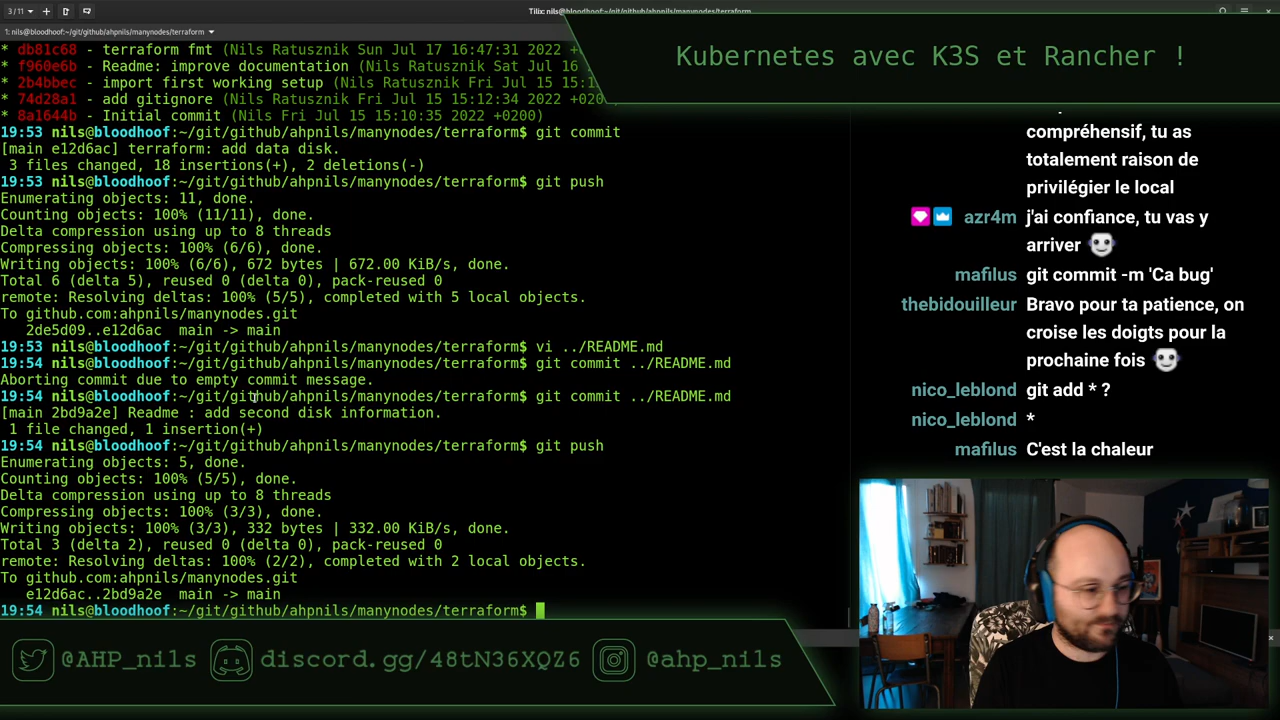 3 / 11
Tilix: nils@bloodhoof:~/git/github/ahpnils/manynodes/terraform
1: nils@bloodhoof:~/git/github/ahpnils/manynodes/terraform
* db81c68 - terraform fmt (Nils Ratusznik Sun Jul 17 16:47:31 2022 +
* f960e6b - Readme: improve documentation (Nils Ratusznik Sat Jul 16
* 2b4bbec - import first working setup (Nils Ratusznik Fri Jul 15 15:1
* 74d28a1 - add gitignore (Nils Ratusznik Fri Jul 15 15:12:34 2022 +020
* 8a1644b - Initial commit (Nils Fri Jul 15 15:10:35 2022 +0200)
19:53 nils@bloodhoof:~/git/github/ahpnils/manynodes/terraform$ git commit
[main e12d6ac] terraform: add data disk.
3 files changed, 18 insertions(+), 2 deletions(-)
19:53 nils@bloodhoof:~/git/github/ahpnils/manynodes/terraform$ git push
Enumerating objects: 11, done.
Counting objects: 100% (11/11), done.
Delta compression using up to 8 threads
Compressing objects: 100% (6/6), done.
Writing objects: 100% (6/6), 672 bytes | 672.00 KiB/s, done.
Total 6 (delta 5), reused 0 (delta 0), pack-reused 0
remote: Resolving deltas: 100% (5/5), completed with 5 local objects.
To github.com:ahpnils/manynodes.git
2de5d09..e12d6ac  main -> main
19:53 nils@bloodhoof:~/git/github/ahpnils/manynodes/terraform$ vi ../README.md
19:54 nils@bloodhoof:~/git/github/ahpnils/manynodes/terraform$ git commit ../README.md
Aborting commit due to empty commit message.
19:54 nils@bloodhoof:~/git/github/ahpnils/manynodes/terraform$ git commit ../README.md
[main 2bd9a2e] Readme : add second disk information.
1 file changed, 1 insertion(+)
19:54 nils@bloodhoof:~/git/github/ahpnils/manynodes/terraform$ git push
Enumerating objects: 5, done.
Counting objects: 100% (5/5), done.
Delta compression using up to 8 threads
Compressing objects: 100% (3/3), done.
Writing objects: 100% (3/3), 332 bytes | 332.00 KiB/s, done.
Total 3 (delta 2), reused 0 (delta 0), pack-reused 0
remote: Resolving deltas: 100% (2/2), completed with 2 local objects.
To github.com:ahpnils/manynodes.git
e12d6ac..2bd9a2e  main -> main
19:54 nils@bloodhoof:~/git/github/ahpnils/manynodes/terraform$
Kubernetes avec K3S et Rancher !
compréhensif, tu as
totalement raison de
privilégier le local
azr4m j'ai confiance, tu vas y
arriver
mafilus git commit -m 'Ca bug'
thebidouilleur Bravo pour ta patience, on
croise les doigts pour la
prochaine fois
nico_leblond git add * ?
nico_leblond *
mafilus C'est la chaleur
@AHP_nils discord.gg/48tN36XQZ6 @ahp_nils